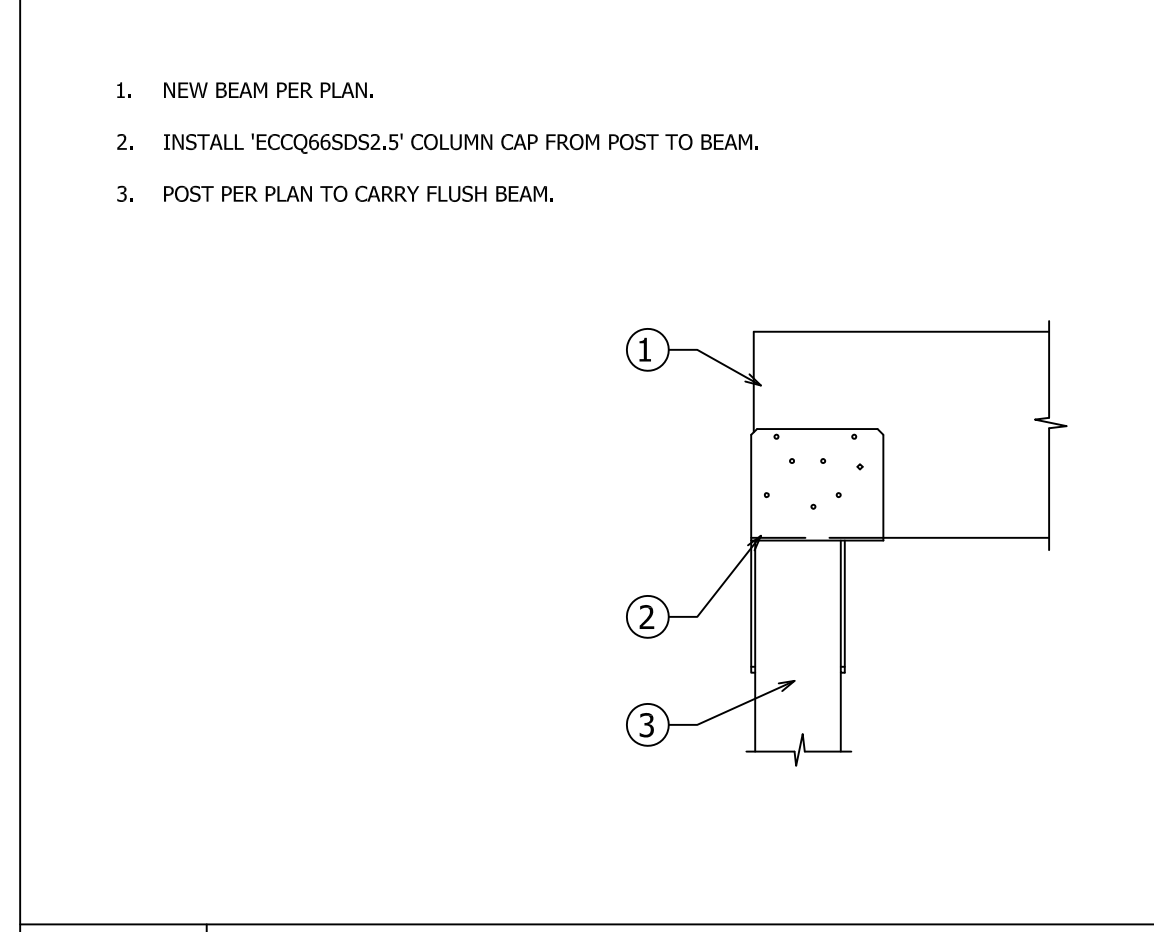 1. NEW BEAM PER PLAN.
2. INSTALL 'ECCQ66SDS2.5' COLUMN CAP FROM POST TO BEAM.
3. POST PER PLAN TO CARRY FLUSH BEAM.
1
2
3